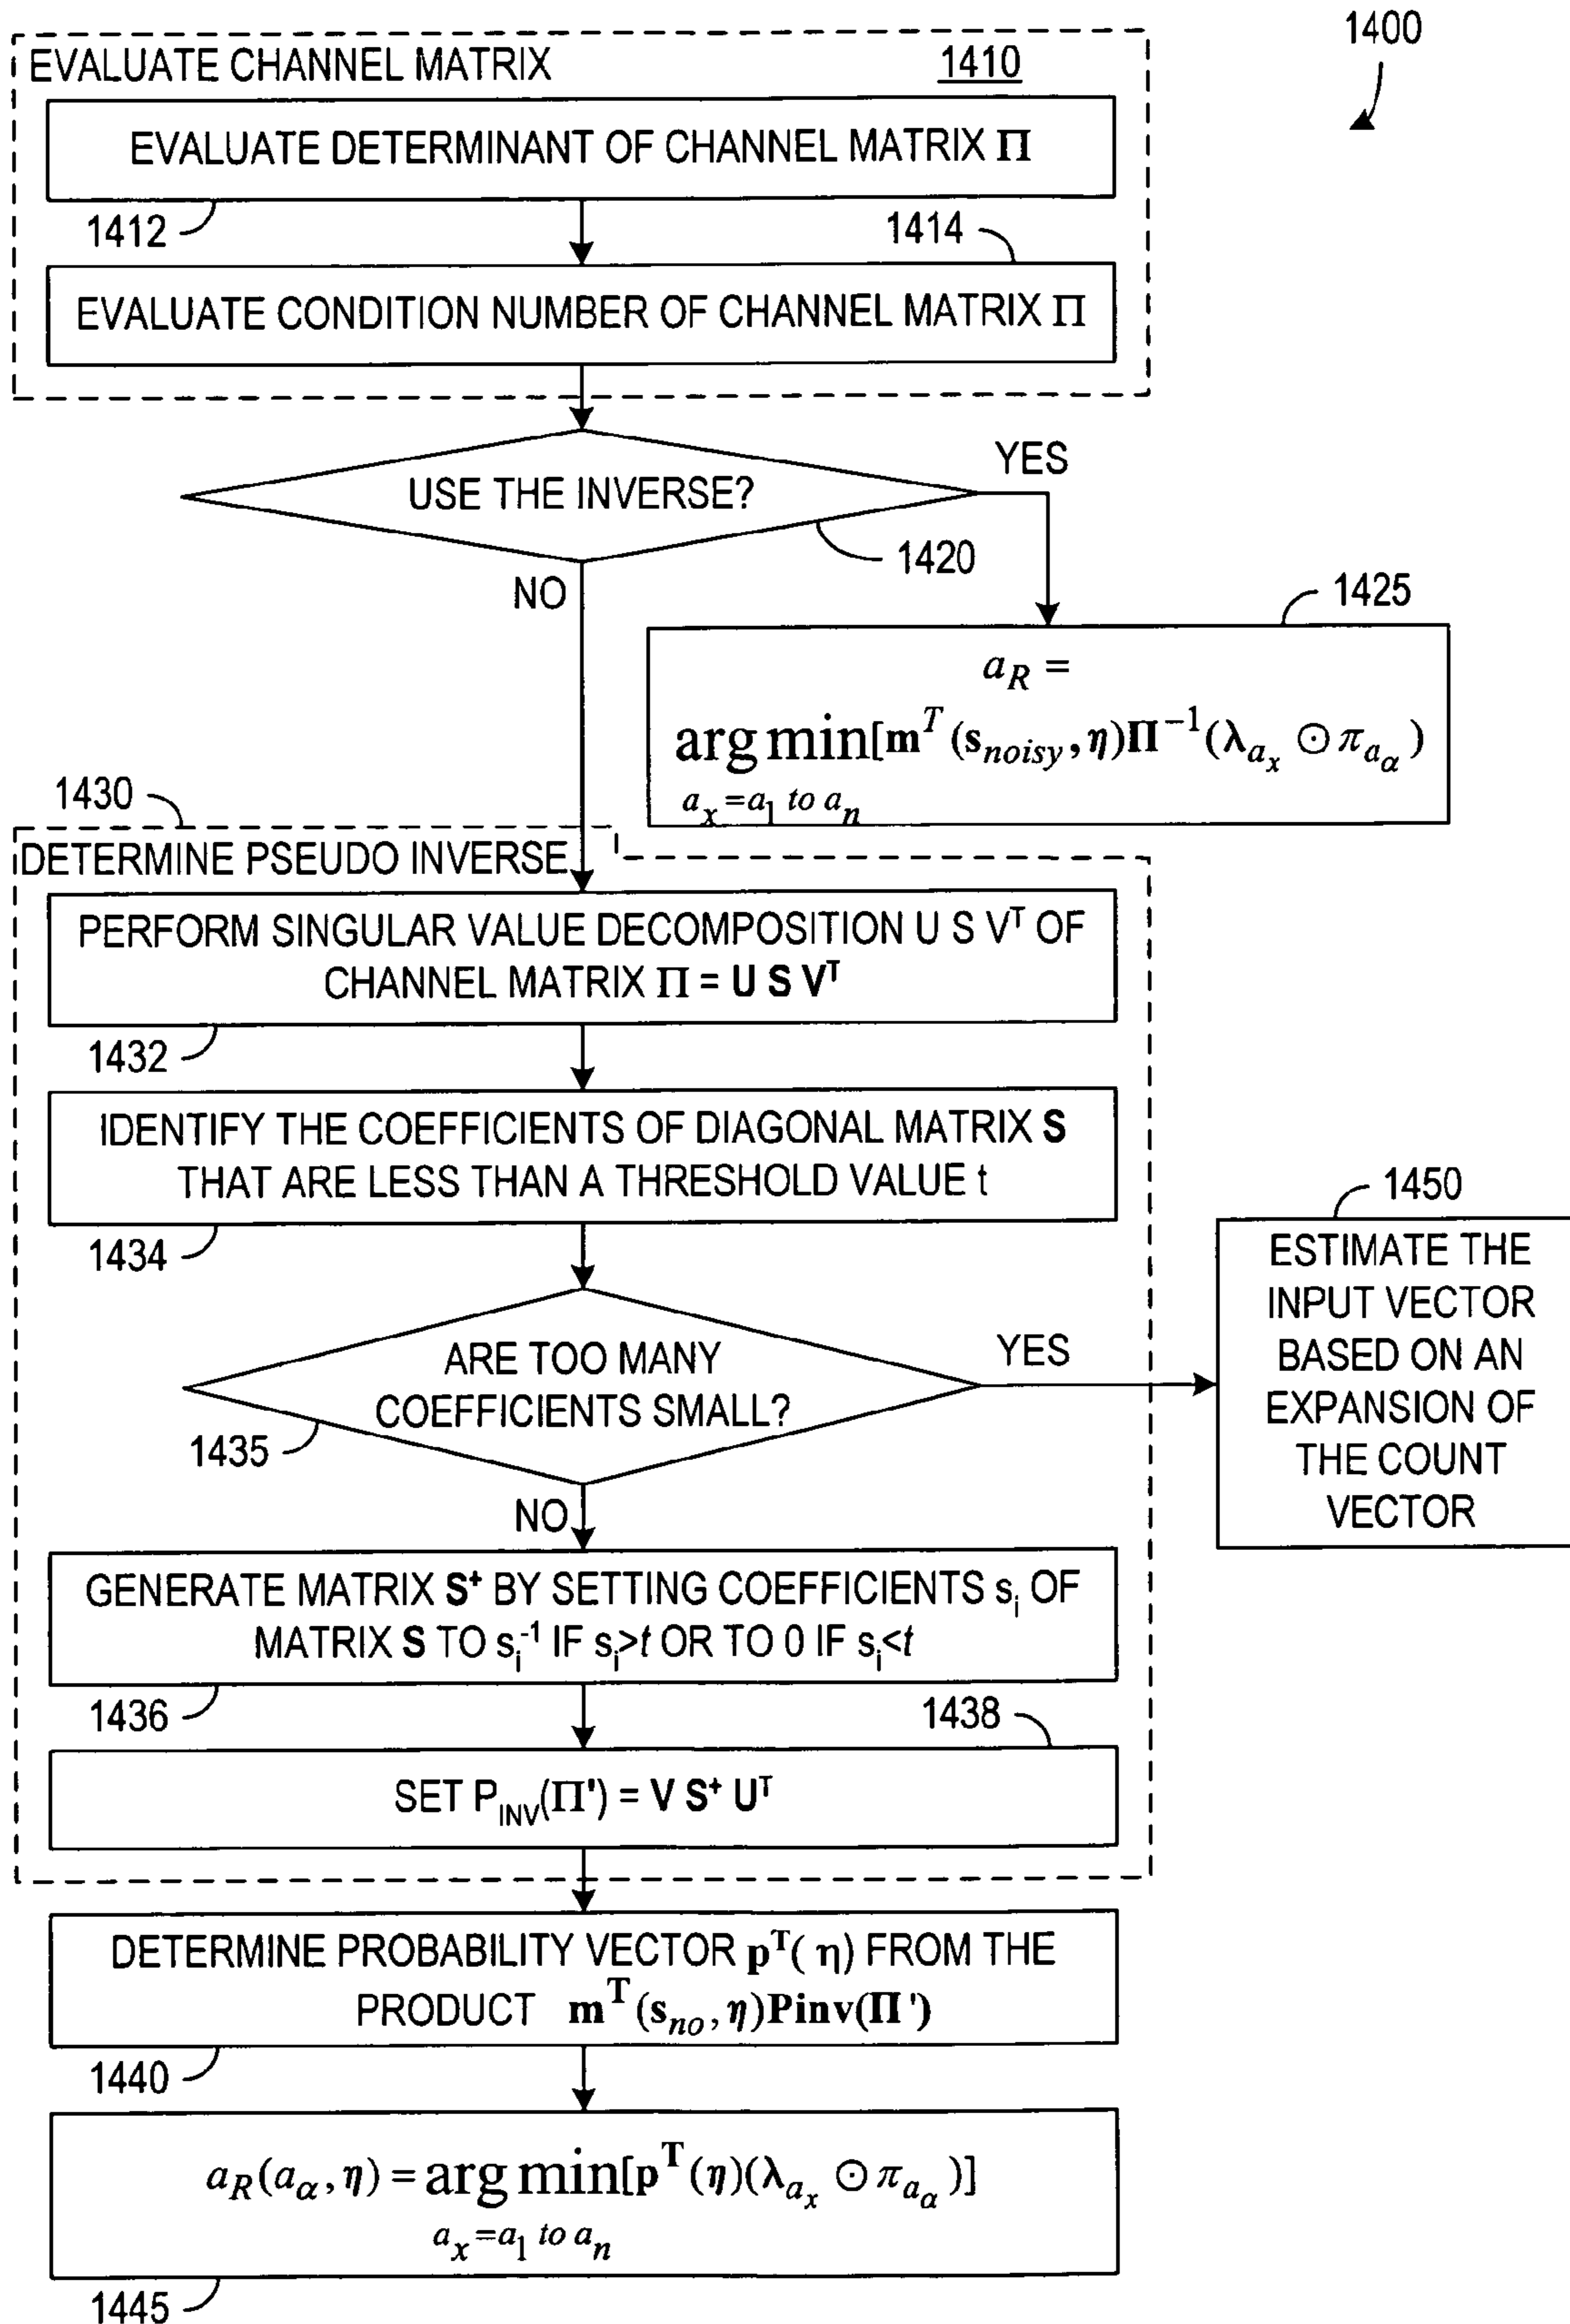 1400
EVALUATE CHANNEL MATRIX 1410
EVALUATE DETERMINANT OF CHANNEL MATRIX Π
1412
1414
EVALUATE CONDITION NUMBER OF CHANNEL MATRIX Π
USE THE INVERSE?
YES
1420
NO
1425
a_R =
arg min[m^T (s_noisy, η)Π^-1(λ_a_x ⊙ π_a_α)
a_x=a_1 to a_n
1430
DETERMINE PSEUDO INVERSE
PERFORM SINGULAR VALUE DECOMPOSITION U S V^T OF
CHANNEL MATRIX Π = U S V^T
1432
IDENTIFY THE COEFFICIENTS OF DIAGONAL MATRIX S
THAT ARE LESS THAN A THRESHOLD VALUE t
1434
ARE TOO MANY
COEFFICIENTS SMALL?
YES
1435
NO
1450
ESTIMATE THE
INPUT VECTOR
BASED ON AN
EXPANSION OF
THE COUNT
VECTOR
GENERATE MATRIX S^+ BY SETTING COEFFICIENTS s_i OF
MATRIX S TO s_i^-1 IF s_i>t OR TO 0 IF s_i<t
1436
1438
SET P_INV(Π') = V S^+ U^T
DETERMINE PROBABILITY VECTOR p^T( η) FROM THE
PRODUCT m^T(s_no, η)Pinv(Π')
1440
a_R(a_α, η) = arg min[p^T(η)(λ_a_x ⊙ π_a_α)]
a_x=a_1 to a_n
1445